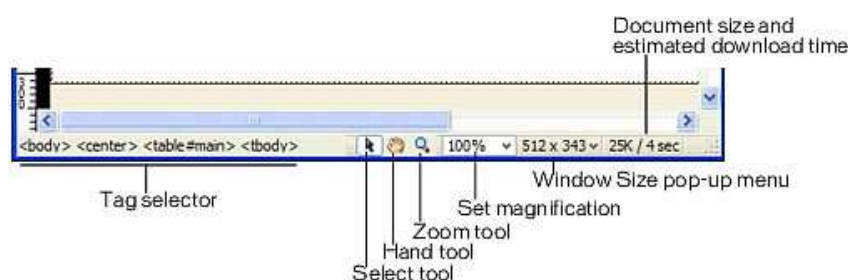 Document size and
estimated download time
<body> <center> <table#main> <tbody>
100%
512 x 343
25K / 4 sec
Tag selector
Window Size pop-up menu
Set magnification
Zoom tool
Hand tool
Select tool